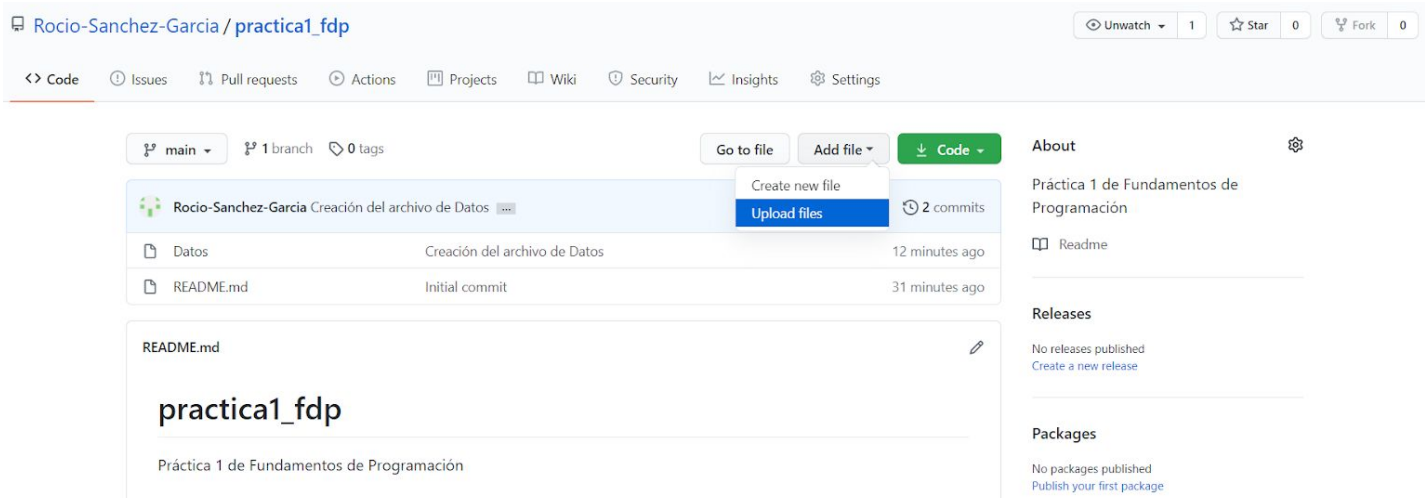 Rocio-Sanchez-Garcia / practica1_fdp
Unwatch 1 Star 0 Fork 0
<> Code Issues Pull requests Actions Projects Wiki Security Insights Settings
main 1 branch 0 tags Go to file Add file Code
Create new file
Upload files
Rocio-Sanchez-Garcia Creación del archivo de Datos ... 2 commits
Datos Creación del archivo de Datos 12 minutes ago
README.md Initial commit 31 minutes ago
README.md
practica1_fdp
Práctica 1 de Fundamentos de Programación
About
Práctica 1 de Fundamentos de
Programación
Readme
Releases
No releases published
Create a new release
Packages
No packages published
Publish your first package